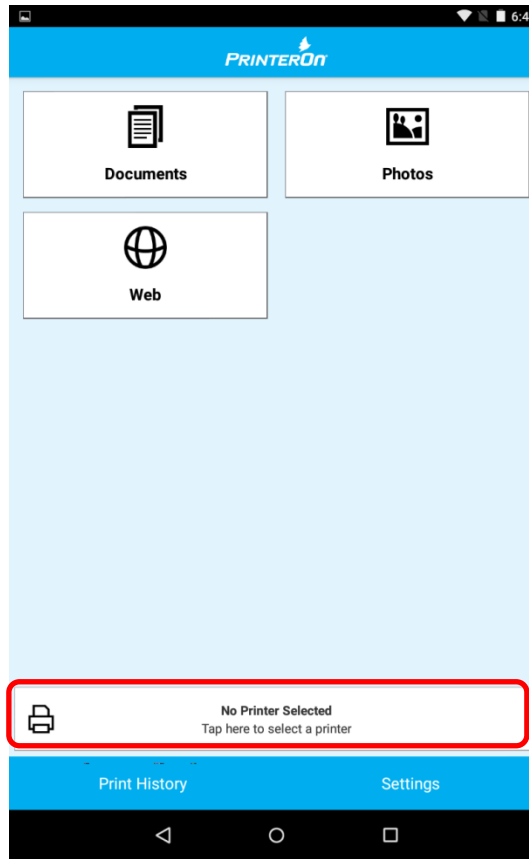 6:4
PRINTERON
Documents
Photos
Web
No Printer Selected
Tap here to select a printer
Print History
Settings